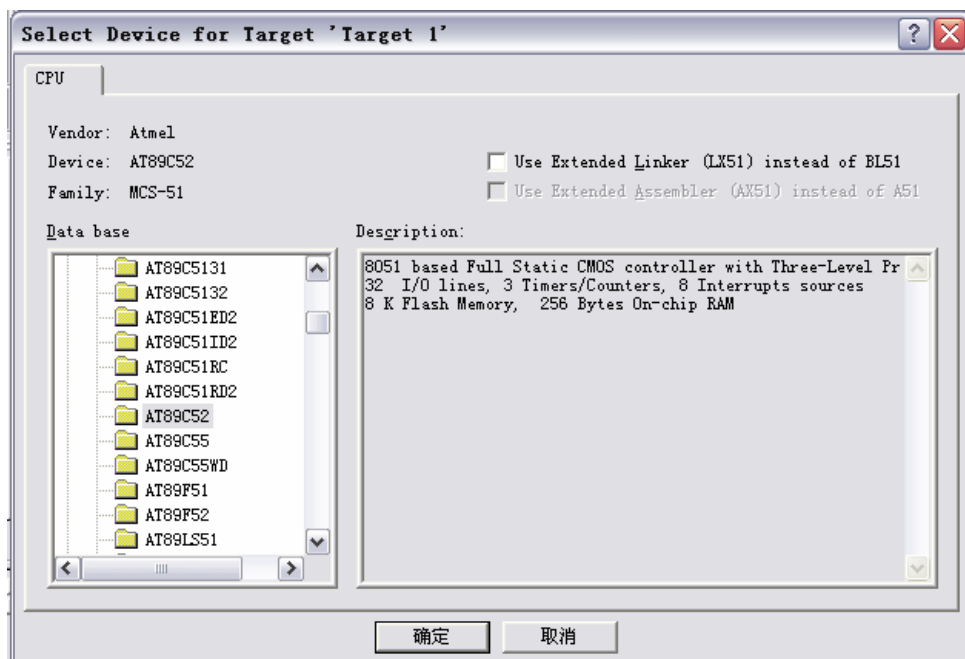 Select Device for Target 'Target 1'
CPU
Vendor: Atmel
Device: AT89C52
Use Extended Linker (LX51) instead of BL51
Family: MCS-51
Use Extended Assembler (AX51) instead of A51
Data base
Description:
AT89C5131
AT89C5132
AT89C51ED2
AT89C51ID2
AT89C51RC
AT89C51RD2
AT89C52
AT89C55
AT89C55WD
AT89F51
AT89F52
AT89LS51
8051 based Full Static CMOS controller with Three-Level Pr
32 I/O lines, 3 Timers/Counters, 8 Interrupts sources
8 K Flash Memory, 256 Bytes On-chip RAM
确定
取消